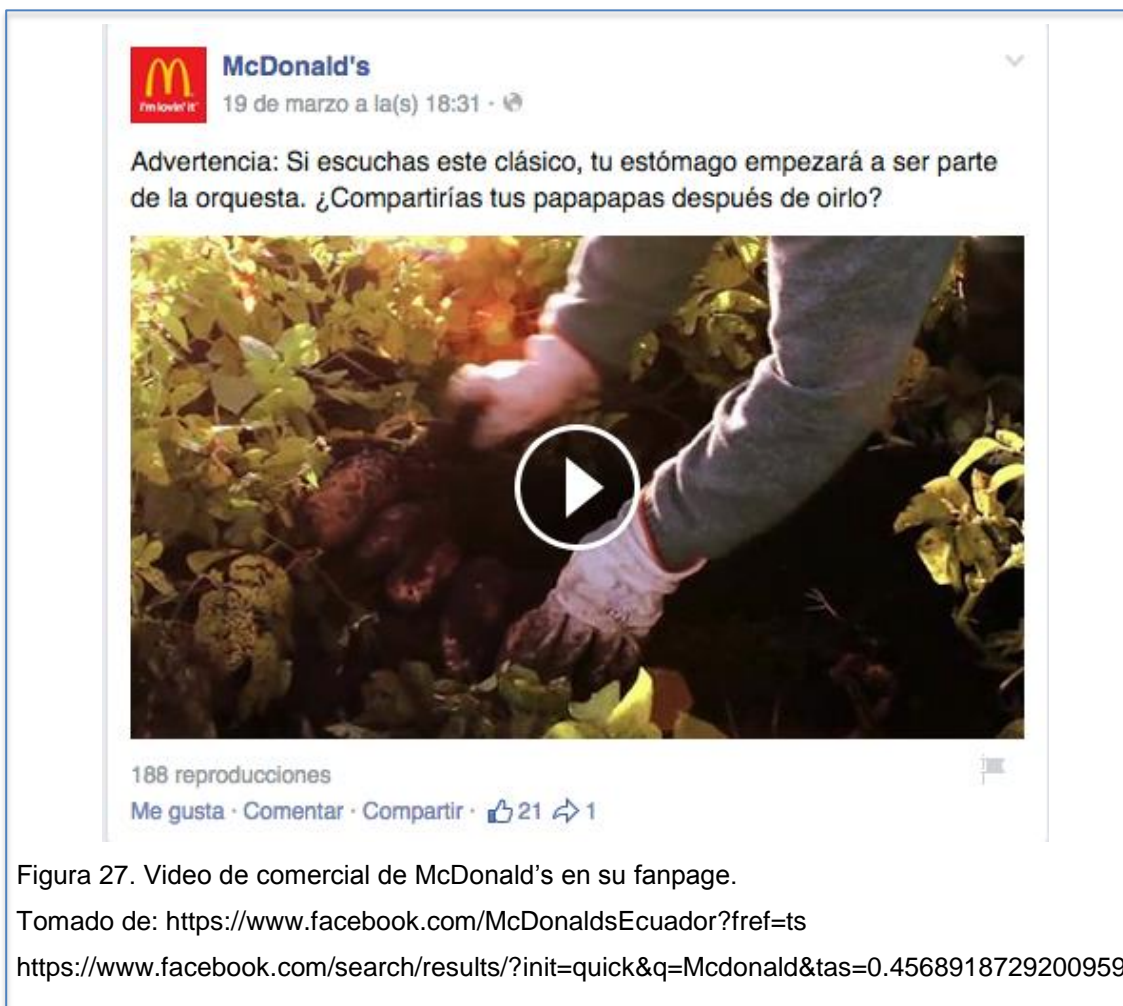 McDonald's
i'm lovin' it
19 de marzo a la(s) 18:31 ·
Advertencia: Si escuchas este clásico, tu estómago empezará a ser parte
de la orquesta. ¿Compartirías tus papapapas después de oirlo?
188 reproducciones
Me gusta · Comentar · Compartir · 21 1
Figura 27. Video de comercial de McDonald’s en su fanpage.
Tomado de: https://www.facebook.com/McDonaldsEcuador?fref=ts
https://www.facebook.com/search/results/?init=quick&q=Mcdonald&tas=0.4568918729200959